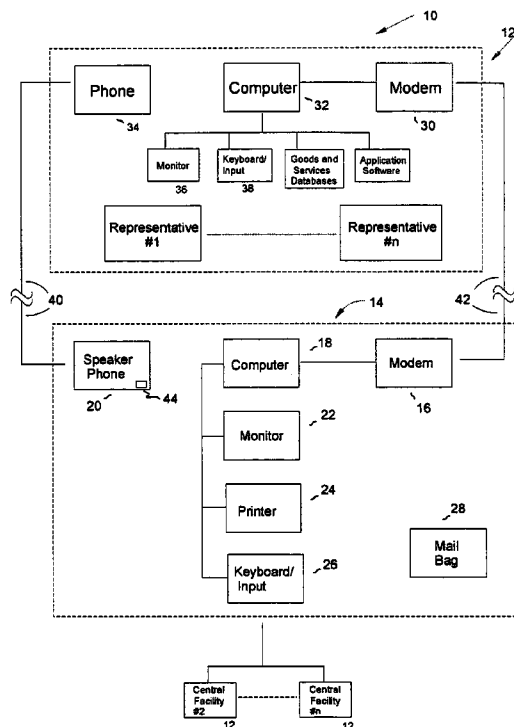 10
12
Phone
34
Computer
32
Modem
30
Monitor
36
Keyboard/
Input
38
Goods and
Services
Databases
Application
Software
Representative
#1
Representative
#n
40
42
14
Speaker
Phone
20
44
Computer
18
Modem
16
Monitor
22
Printer
24
Keyboard/
Input
26
28
Mail
Bag
Central
Facility
#2
12
Central
Facility
#n
12